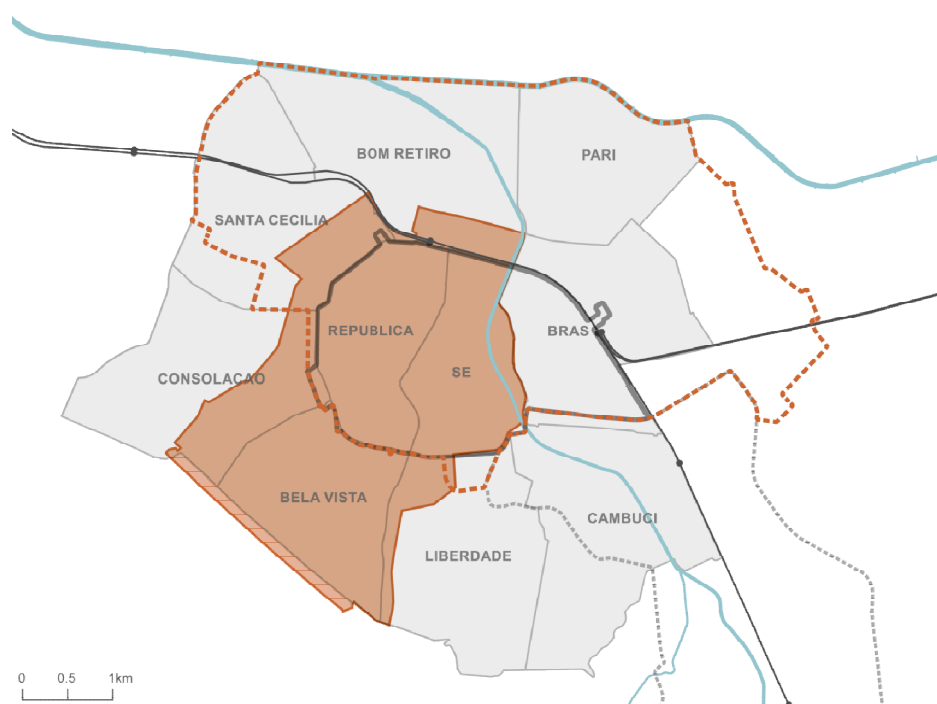 BOM RETIRO
PARI
SANTA CECILIA
REPUBLICA
BRAS
SE
CONSOLACAO
BELA VISTA
CAMBUCI
LIBERDADE
0 0.5 1km